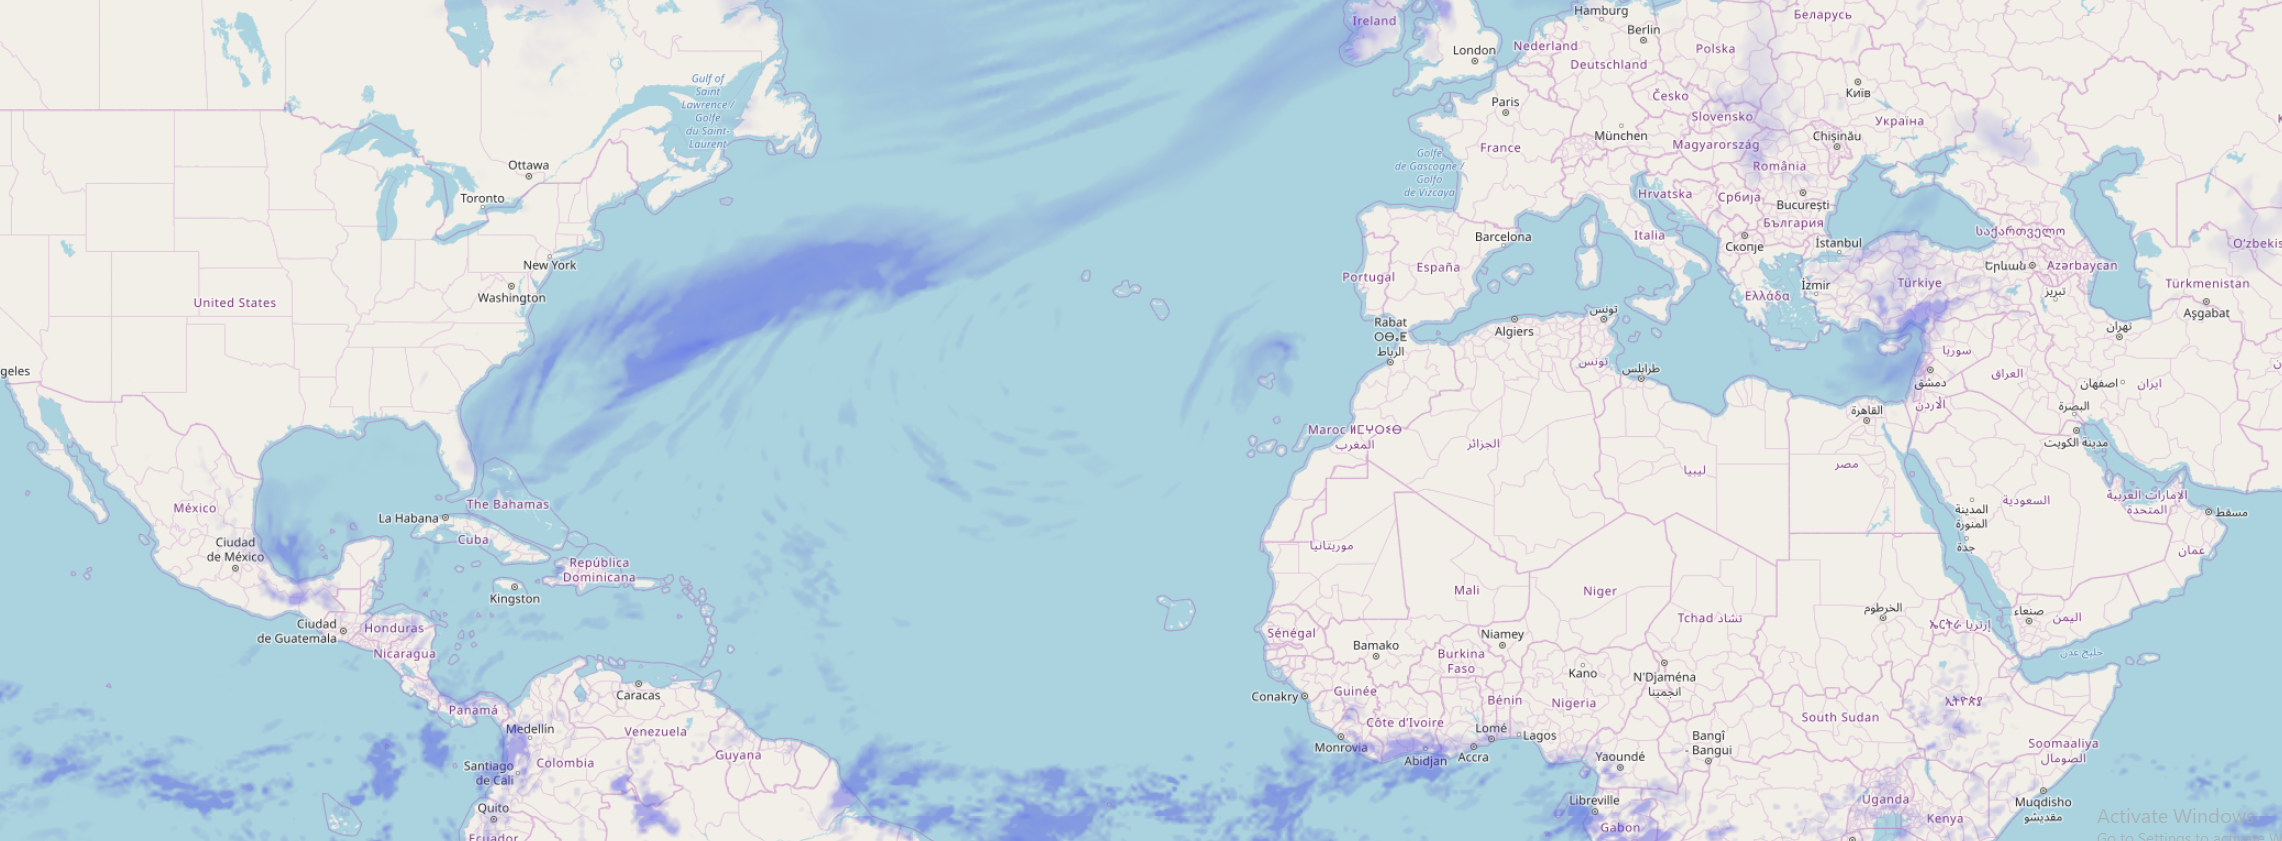 Hamburg
Беларусь
Ireland
Berlin
London
Nederland
Polska
Deutschland
Gulf of
Saint
Lawrence /
Golfe
du Saint-
Laurent
Київ
Česko
Paris
Slovensko
Україна
München
Chișinău
France
Magyarország
Golfe
de Gascogne /
Golfo
de Vizcaya
România
Ottawa
Hrvatska
Србија
București
Toronto
България
Barcelona
Italia
Скопје
İstanbul
საქართველო
O'zbekis
New York
Portugal
España
Երևան
Azərbaycan
Washington
United States
Ελλάδα
İzmir
Türkiye
تبریز
Türkmenistan
تونس
Aşgabat
Rabat
ⵔⴱⴰⵟ
الرباط
Algiers
تهران
سوريا
geles
تونس
طرابلس
دمشق
العراق
اصفهان
ایران
الأردن
القاهرة
البصرة
Maroc ⵍⵎⵖⵔⵉⴱ
المغرب
الجزائر
مدينة الكويت
ليبيا
مصر
México
The Bahamas
La Habana
السعودية
الإمارات العربية
المتحدة
المدينة
المنورة
مسقط
Cuba
Ciudad
de México
موريتانيا
جدة
عمان
República
Dominicana
Kingston
Mali
Niger
الخرطوم
صنعاء
اليمن
Ciudad
de Guatemala
Honduras
Sénégal
Tchad تشاد
ኤርትራ إرتريا
Nicaragua
Bamako
Niamey
Burkina
Faso
خليج عدن
Kano
N'Djaména
انجمينا
Caracas
Conakry
Guinée
Bénin
Nigeria
ኢትዮጵያ
Panamá
Côte d'Ivoire
South Sudan
Medellín
Venezuela
Lomé
Lagos
Bangî
- Bangui
Monrovia
Soomaaliya
الصومال
Guyana
Abidjan
Accra
Yaoundé
Santiago
de Cali
Colombia
Libreville
Uganda
Muqdisho
مقديشو
Quito
Gabon
Kenya
Activate Windows
Ecuador
Go to Settings to activate W